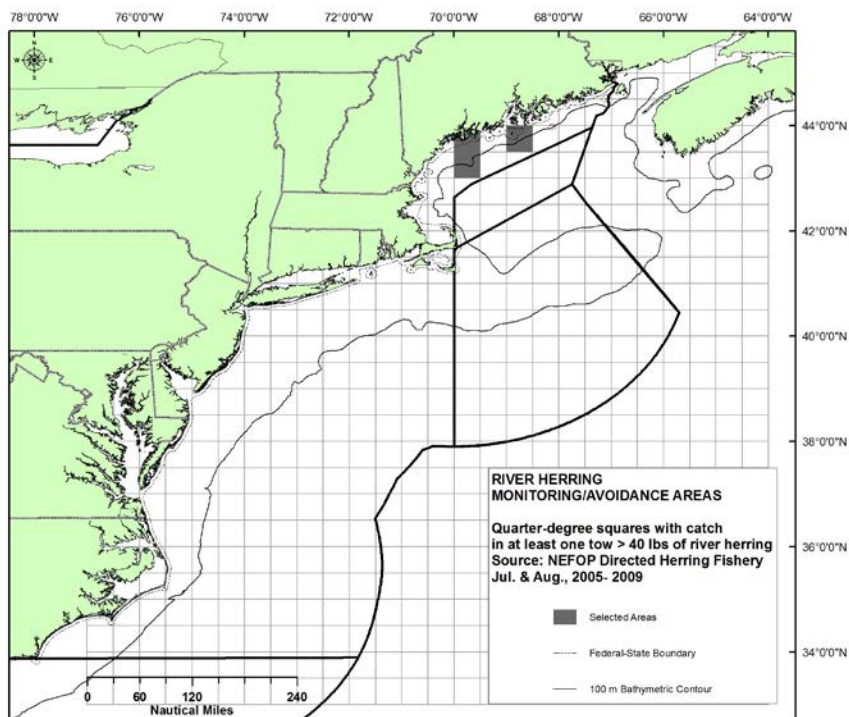 78°0'0"W 76°0'0"W 74°0'0"W 72°0'0"W 70°0'0"W 68°0'0"W 66°0'0"W 64°0'0"W
N
W E
S
44°0'0"N
42°0'0"N
40°0'0"N
38°0'0"N
36°0'0"N
34°0'0"N
RIVER HERRING
MONITORING/AVOIDANCE AREAS
Quarter-degree squares with catch
in at least one tow > 40 lbs of river herring
Source: NEFOP Directed Herring Fishery
Jul. & Aug., 2005- 2009
Selected Areas
Federal-State Boundary
100 m Bathymetric Contour
0 60 120 240
Nautical Miles